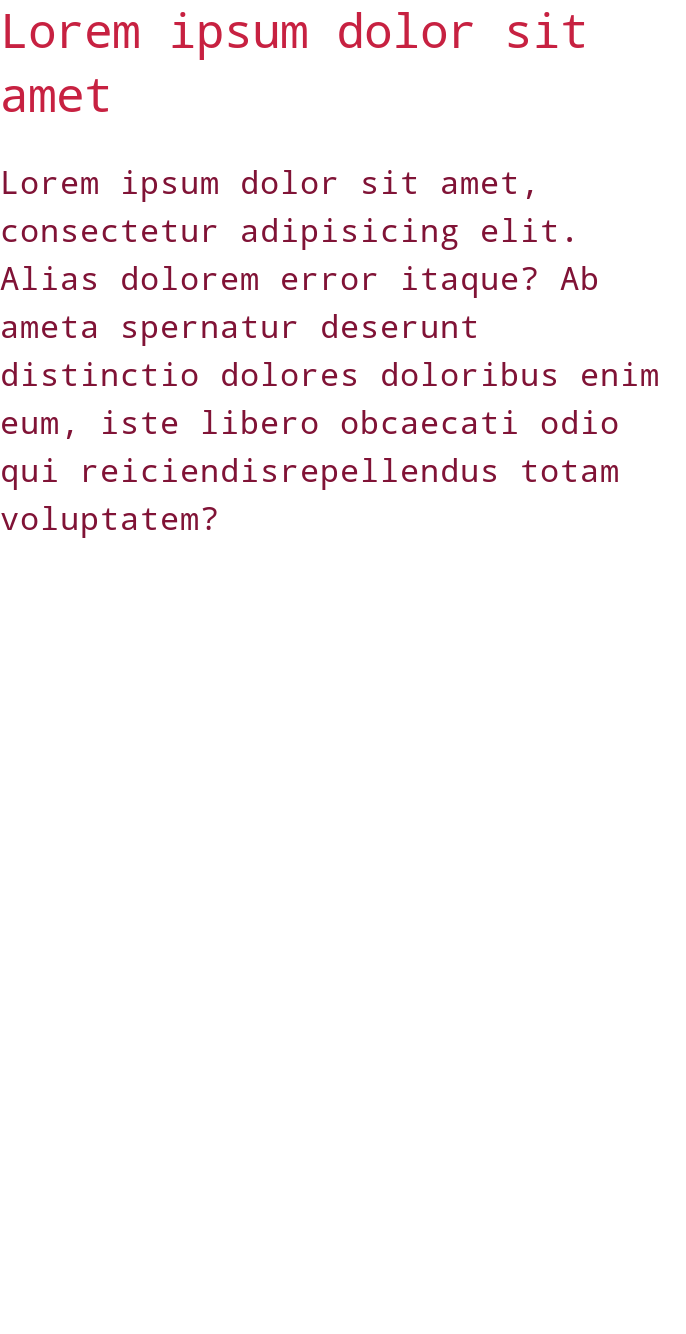 Lorem ipsum dolor sit
amet
Lorem ipsum dolor sit amet,
consectetur adipisicing elit.
Alias dolorem error itaque? Ab
ameta spernatur deserunt
distinctio dolores doloribus enim
eum, iste libero obcaecati odio
qui reiciendisrepellendus totam
voluptatem?